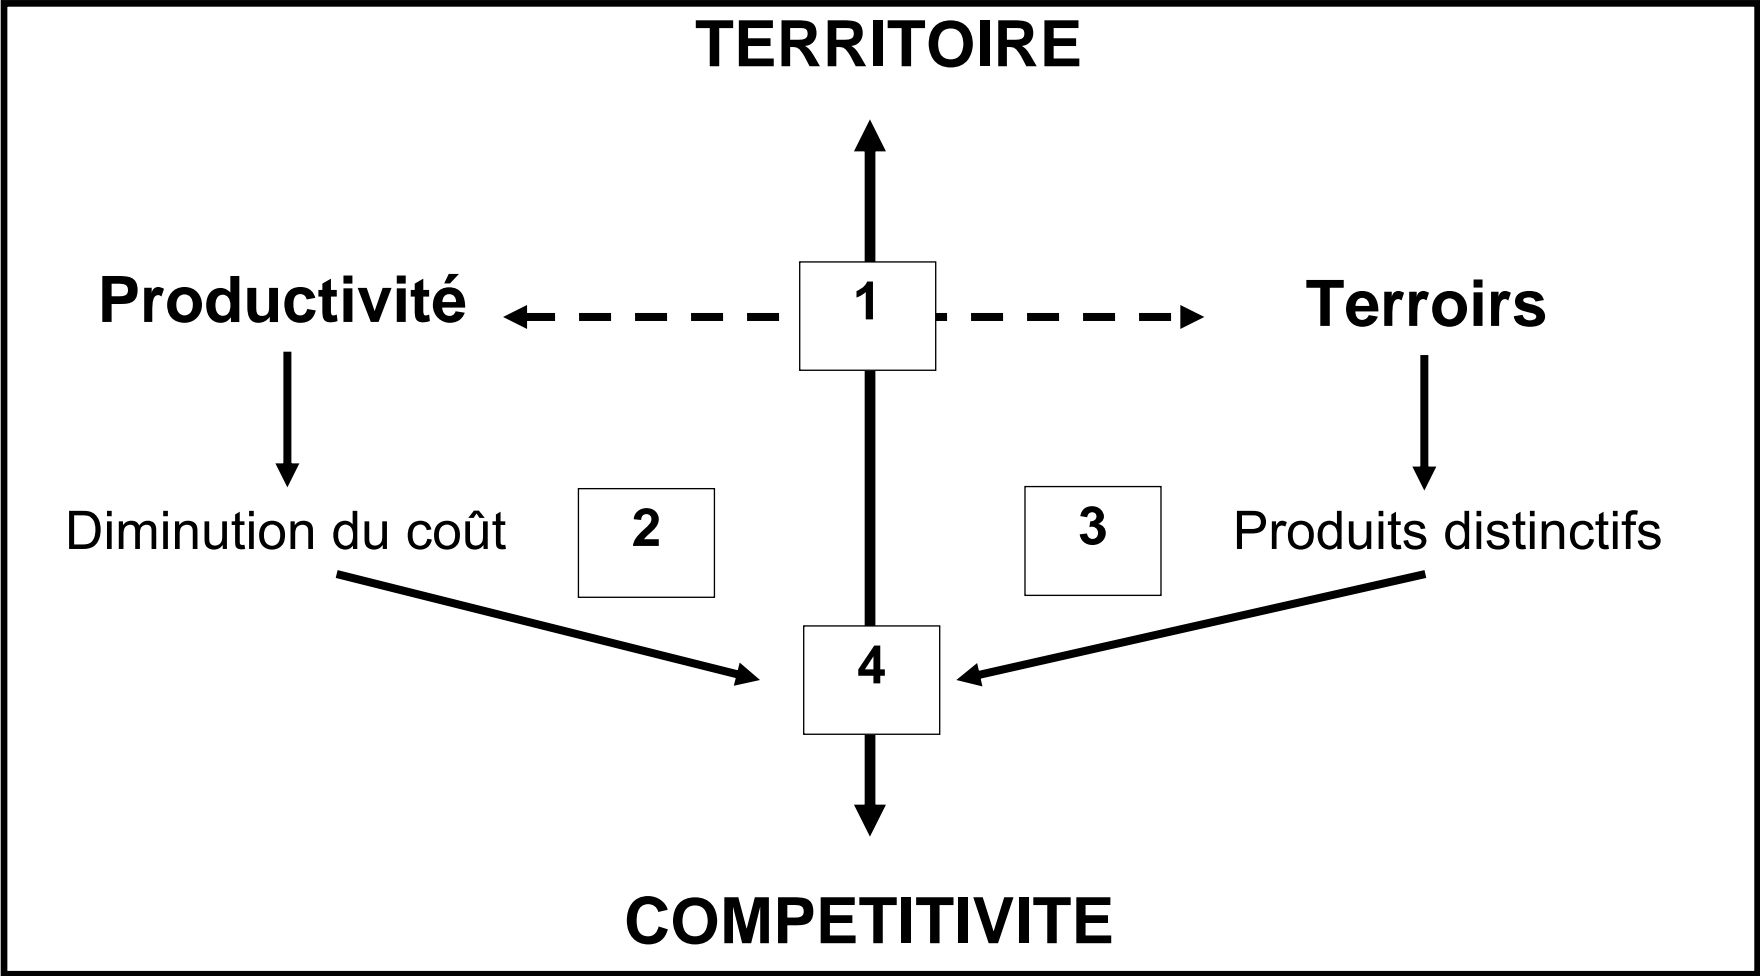 TERRITOIRE
Productivité
1
Terroirs
Diminution du coût
2
3
Produits distinctifs
4
COMPETITIVITE